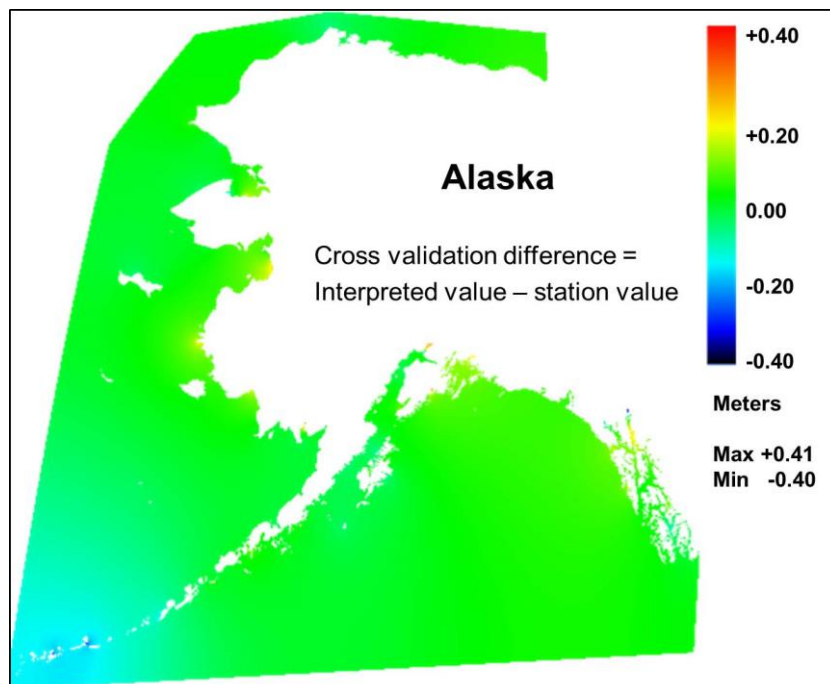 Alaska
Cross validation difference =
Interpreted value – station value
+0.40
+0.20
0.00
-0.20
-0.40
Meters
Max +0.41
Min -0.40